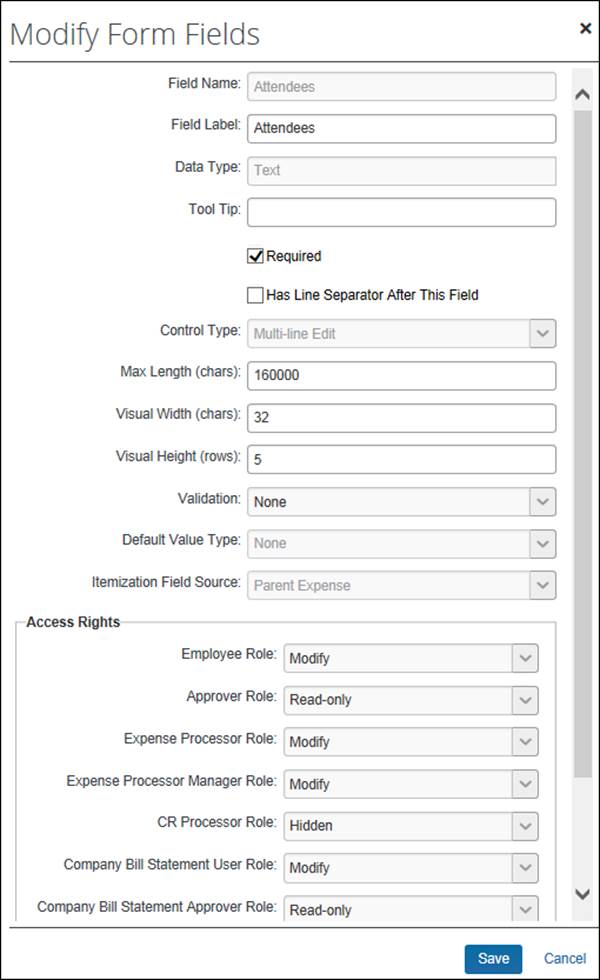 Modify Form Fields
Field Name: Attendees
Field Label: Attendees
Data Type: Text
Tool Tip:
Required
Has Line Separator After This Field
Control Type: Multi-line Edit
Max Length (chars): 160000
Visual Width (chars): 32
Visual Height (rows): 5
Validation: None
Default Value Type: None
Itemization Field Source: Parent Expense
Access Rights
Employee Role: Modify
Approver Role: Read-only
Expense Processor Role: Modify
Expense Processor Manager Role: Modify
CR Processor Role: Hidden
Company Bill Statement User Role: Modify
Company Bill Statement Approver Role: Read-only
Save Cancel